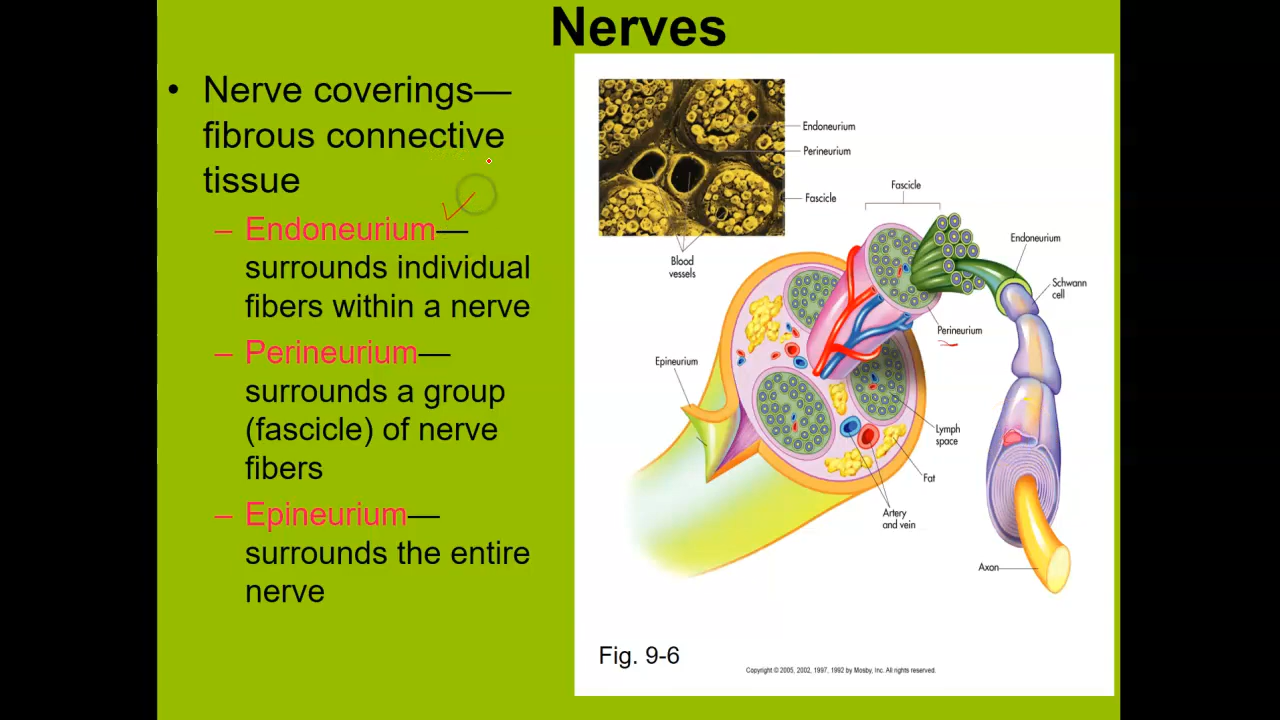 Nerves
• Nerve coverings—
fibrous connective
tissue
– Endoneurium—
surrounds individual
fibers within a nerve
– Perineurium—
surrounds a group
(fascicle) of nerve
fibers
– Epineurium—
surrounds the entire
nerve
Endoneurium
Perineurium
Fascicle
Blood
vessels
Fascicle
Endoneurium
Schwann
cell
Perineurium
Epineurium
Lymph
space
Fat
Artery
and vein
Axon
Fig. 9-6
Copyright © 2005, 2002, 1997, 1992 by Mosby, Inc. All rights reserved.